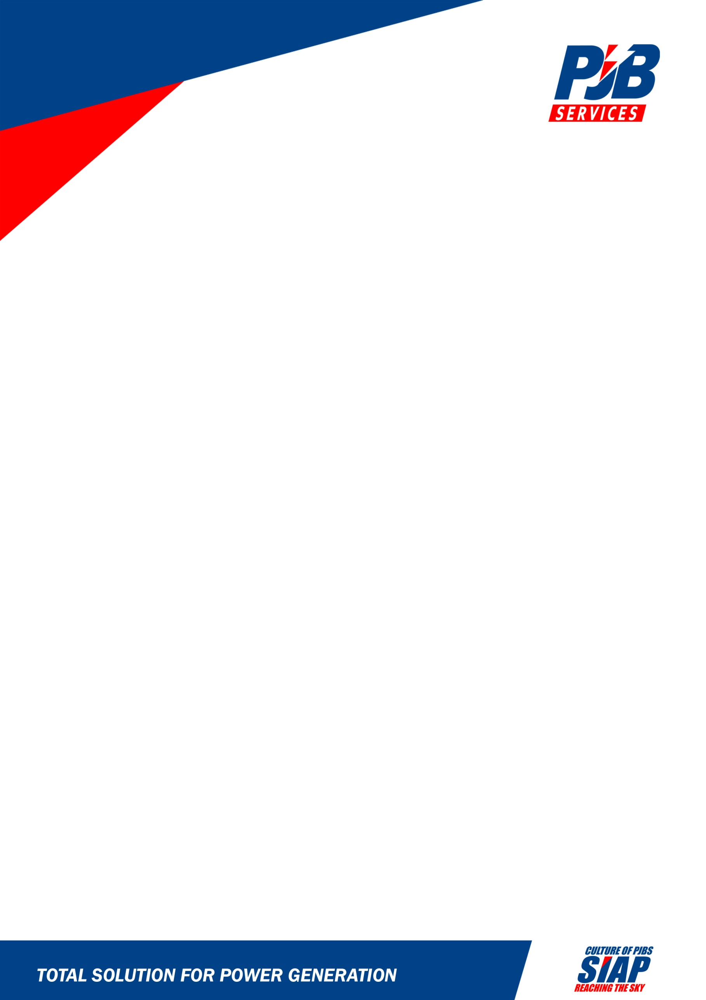 PJB
SERVICES
TOTAL SOLUTION FOR POWER GENERATION
CULTURE OF PJBS
SIAP
REACHING THE SKY